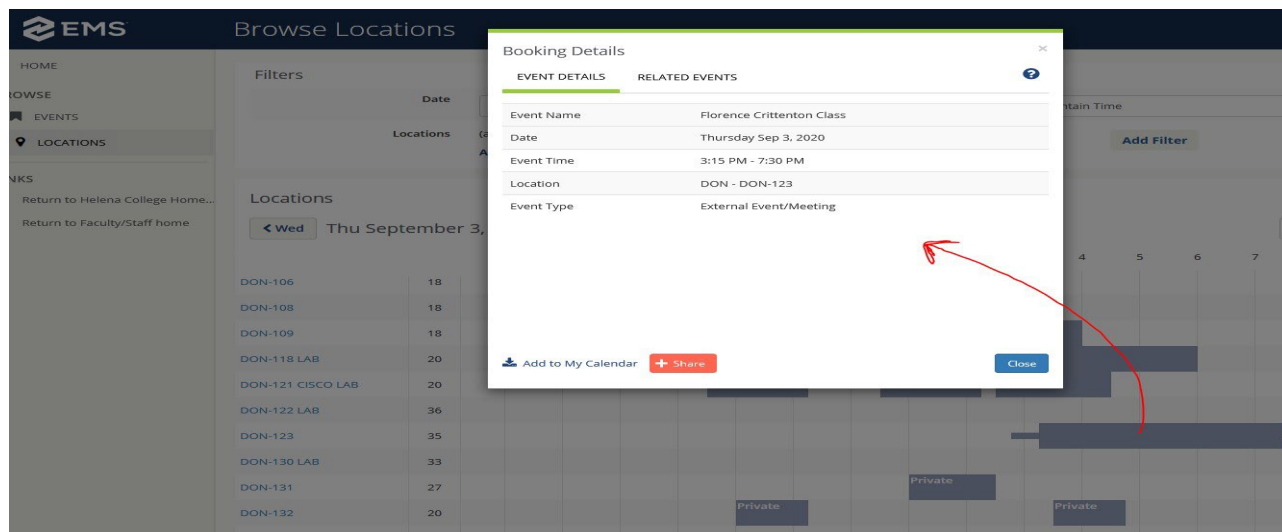 EMS
Browse Locations
HOME
OWSE
EVENTS
LOCATIONS
NKS
Return to Helena College Home...
Return to Faculty/Staff home
Filters
Date
ntain Time
Locations
Add Filter
Booking Details
×
EVENT DETAILS RELATED EVENTS ?
Event Name Florence Crittenton Class
Date Thursday Sep 3, 2020
Event Time 3:15 PM - 7:30 PM
Location DON - DON-123
Event Type External Event/Meeting
Add to My Calendar + Share Close
Locations
< Wed Thu September 3,
4 5 6 7
DON-106 18
DON-108 18
DON-109 18
DON-118 LAB 20
DON-121 CISCO LAB 20
DON-122 LAB 36
DON-123 35
DON-130 LAB 33
DON-131 27 Private
DON-132 20 Private Private